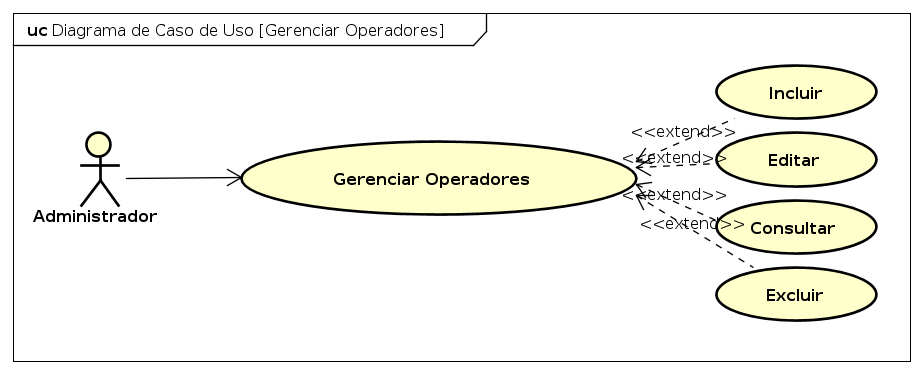 uc Diagrama de Caso de Uso [Gerenciar Operadores]
Incluir
<<extend>>
Editar
<<extend>>
Gerenciar Operadores
<<extend>>
Administrador
<<extend>>
Consultar
Excluir